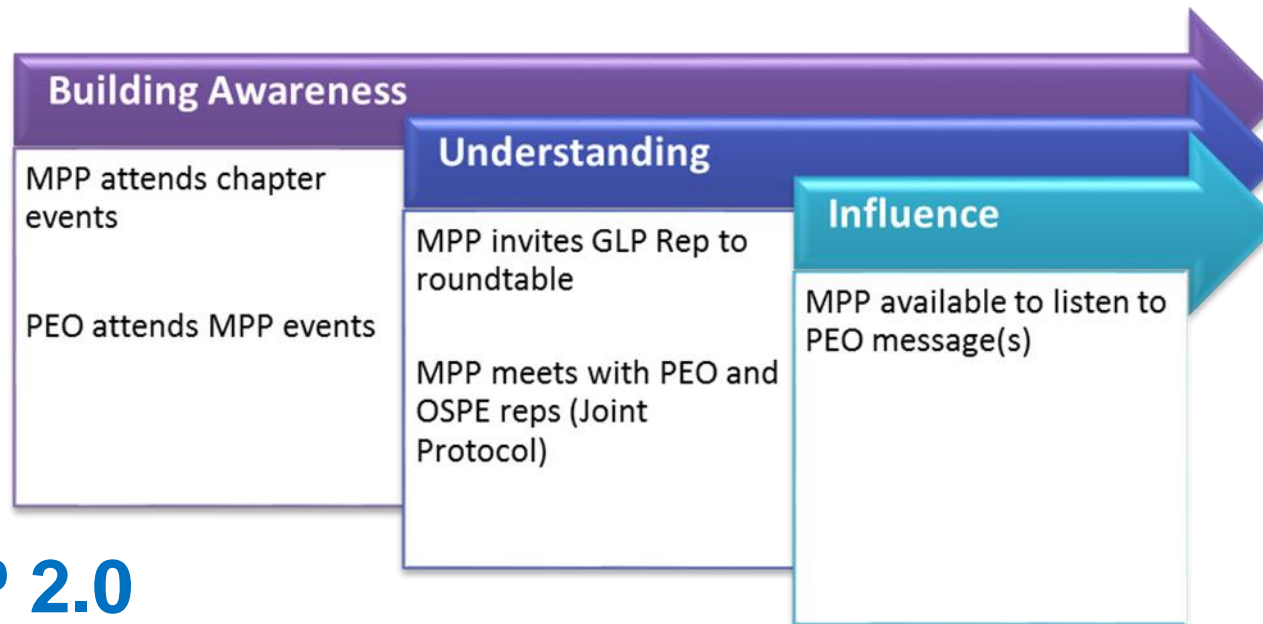 Building Awareness
MPP attends chapter
events
PEO attends MPP events
Understanding
MPP invites GLP Rep to
roundtable
MPP meets with PEO and
OSPE reps (Joint
Protocol)
Influence
MPP available to listen to
PEO message(s)
2.0